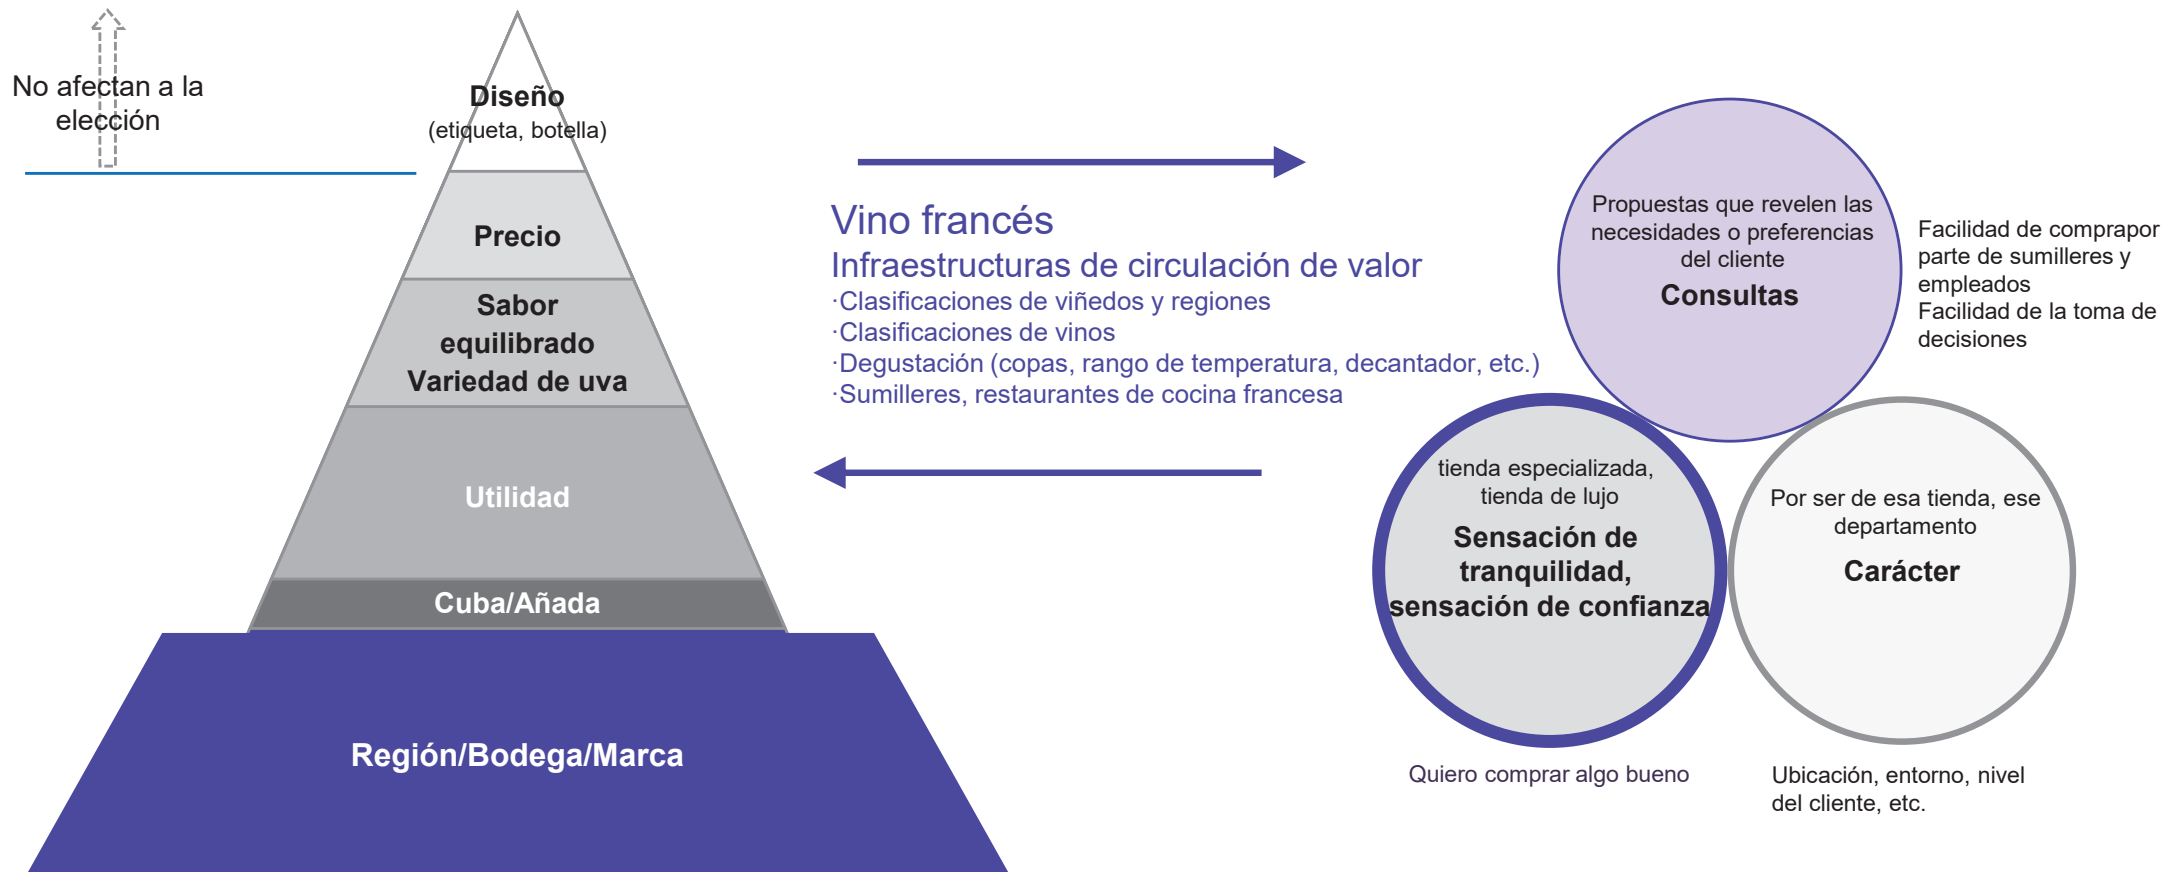 No afectan a la
elección
Diseño
(etiqueta, botella)
Precio
Sabor
equilibrado
Variedad de uva
Utilidad
Cuba/Añada
Región/Bodega/Marca
Vino francés
Infraestructuras de circulación de valor
·Clasificaciones de viñedos y regiones
·Clasificaciones de vinos
·Degustación (copas, rango de temperatura, decantador, etc.)
·Sumilleres, restaurantes de cocina francesa
Propuestas que revelen las
necesidades o preferencias
del cliente
Consultas
Facilidad de comprapor
parte de sumilleres y
empleados
Facilidad de la toma de
decisiones
tienda especializada,
tienda de lujo
Sensación de
tranquilidad,
sensación de confianza
Quiero comprar algo bueno
Por ser de esa tienda, ese
departamento
Carácter
Ubicación, entorno, nivel
del cliente, etc.